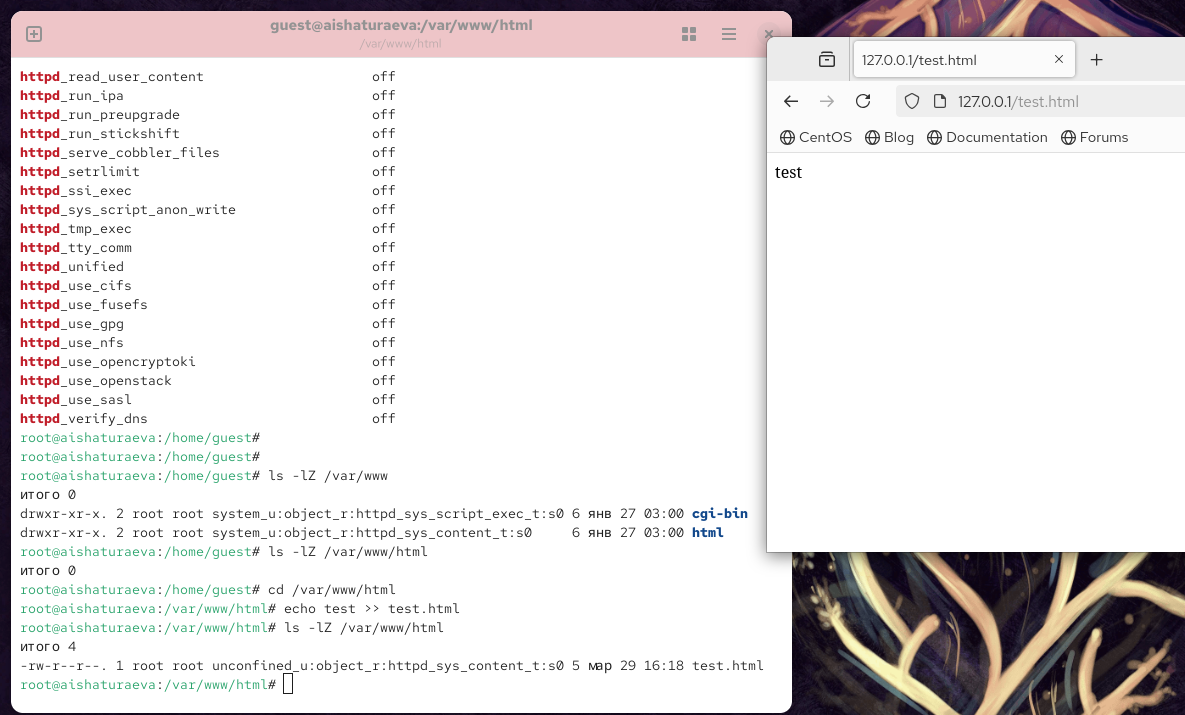 guest@aishaturaeva:/var/www/html
/var/www/html
httpd_read_user_content off
httpd_run_ipa off
httpd_run_preupgrade off
httpd_run_stickshift off
httpd_serve_cobbler_files off
httpd_setrlimit off
httpd_ssi_exec off
httpd_sys_script_anon_write off
httpd_tmp_exec off
httpd_tty_comm off
httpd_unified off
httpd_use_cifs off
httpd_use_fusefs off
httpd_use_gpg off
httpd_use_nfs off
httpd_use_opencryptoki off
httpd_use_openstack off
httpd_use_sasl off
httpd_verify_dns off
root@aishaturaeva:/home/guest#
root@aishaturaeva:/home/guest#
root@aishaturaeva:/home/guest# ls -lZ /var/www
итого 0
drwxr-xr-x. 2 root root system_u:object_r:httpd_sys_script_exec_t:s0 6 янв 27 03:00 cgi-bin
drwxr-xr-x. 2 root root system_u:object_r:httpd_sys_content_t:s0 6 янв 27 03:00 html
root@aishaturaeva:/home/guest# ls -lZ /var/www/html
итого 0
root@aishaturaeva:/home/guest# cd /var/www/html
root@aishaturaeva:/var/www/html# echo test >> test.html
root@aishaturaeva:/var/www/html# ls -lZ /var/www/html
итого 4
-rw-r--r--. 1 root root unconfined_u:object_r:httpd_sys_content_t:s0 5 мар 29 16:18 test.html
root@aishaturaeva:/var/www/html#
127.0.0.1/test.html
127.0.0.1/test.html
CentOS Blog Documentation Forums
test